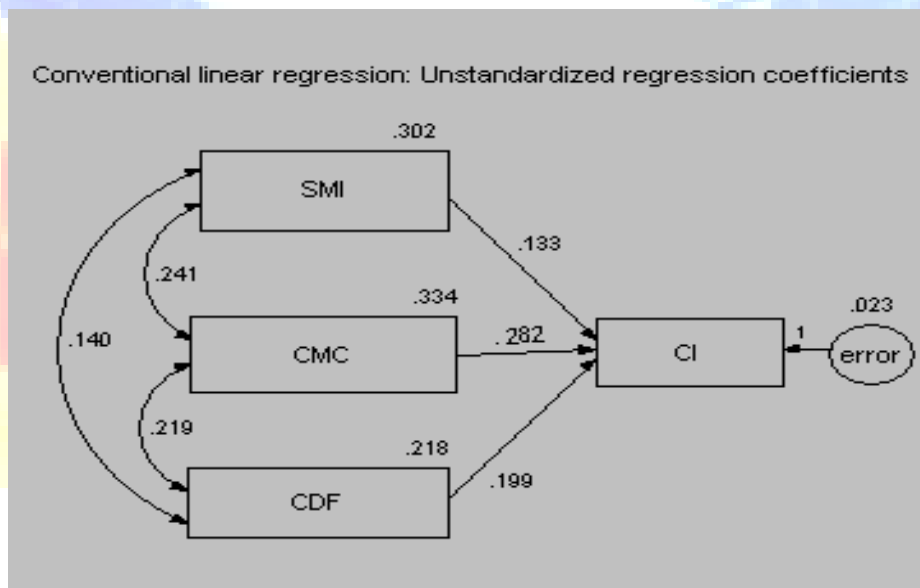 Conventional linear regression: Unstandardized regression coefficients
.302
SMI
.133
.241
.334
.023
.140
CMC
.282
CI
1
error
.219
.218
CDF
.199